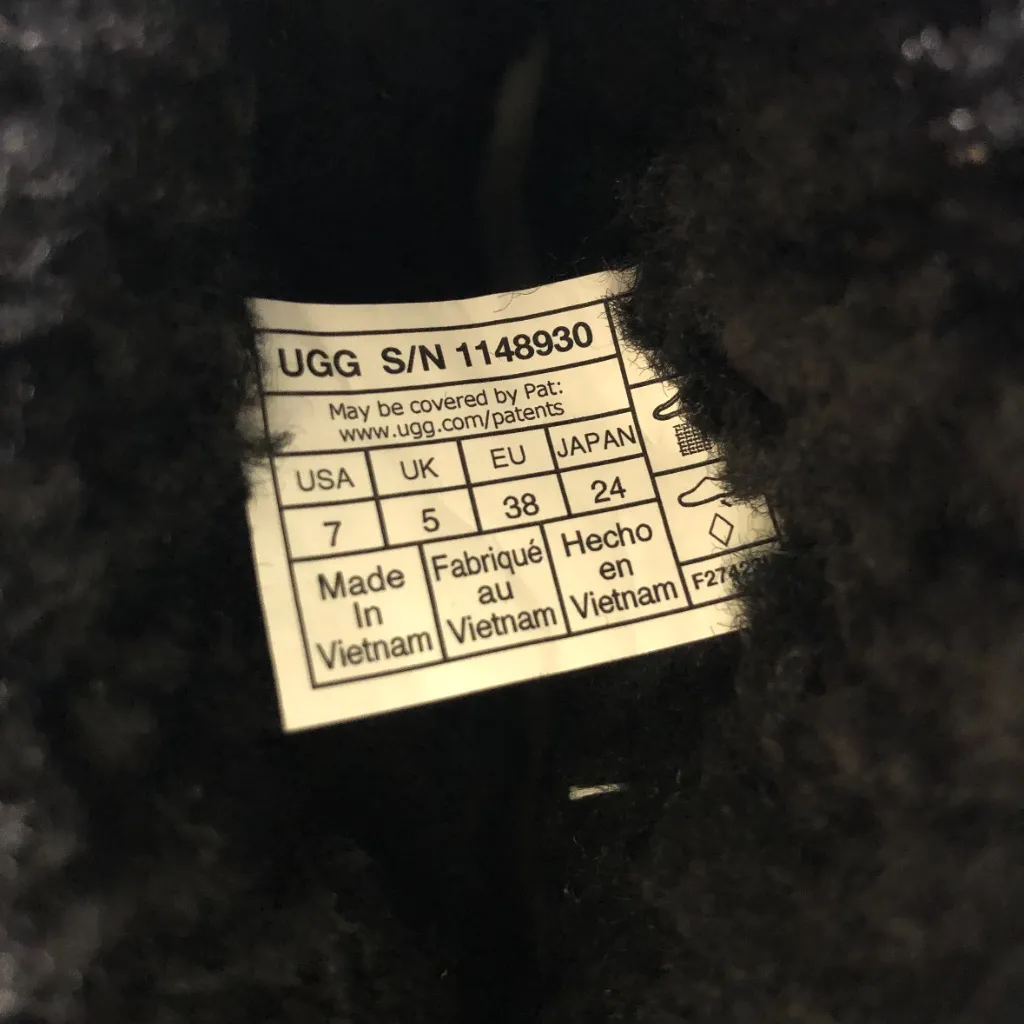 UGG S/N 1148930
May be covered by Pat:
www.ugg.com/patents
USA UK EU JAPAN
7 5 38 24
Made
In
Vietnam
Fabriqué
au
Vietnam
Hecho
en
Vietnam